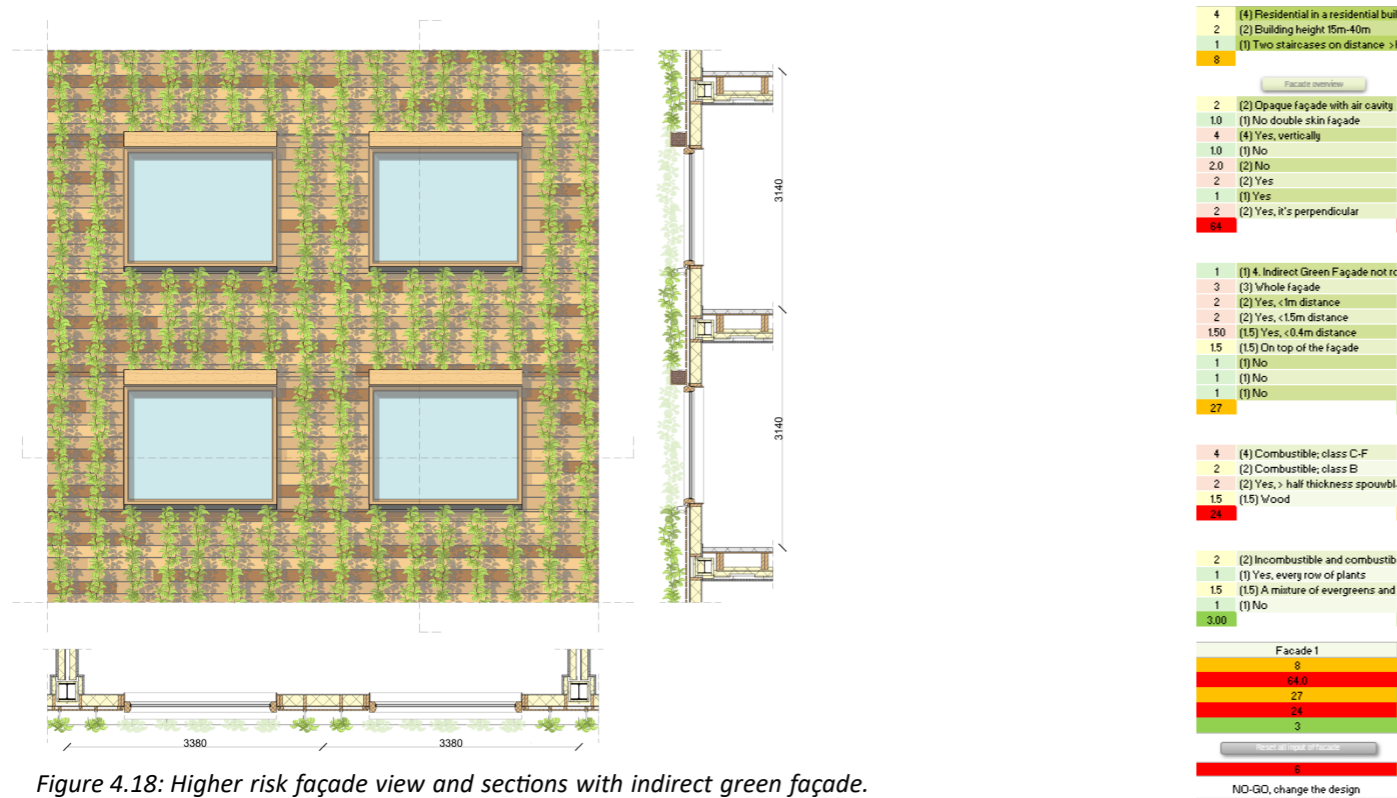 3140
3140
3380
3380
Figure 4.18: Higher risk façade view and sections with indirect green façade.
4 (4) Residential in a residential
2 (2) Building height 15m-40m
1 (1) Two staircases on distance
8
Facade overview
2 (2) Opaque façade with air cavity
1.0 (1) No double skin façade
4 (4) Yes, vertically
1.0 (1) No
2.0 (2) No
2 (2) Yes
1 (1) Yes
2 (2) Yes, it's perpendicular
64
1 (1) 4. Indirect Green Façade not
3 (3) Whole façade
2 (2) Yes, <1m distance
2 (2) Yes, <1.5m distance
1.50 (1.5) Yes, <0.4m distance
1.5 (1.5) On top of the façade
1 (1) No
1 (1) No
1 (1) No
27
4 (4) Combustible; class C-F
2 (2) Combustible; class B
2 (2) Yes, > half thickness
1.5 (1.5) Wood
24
2 (2) Incombustible and
1 (1) Yes, every row of plants
1.5 (1.5) A mixture of evergreens and
1 (1) No
3.00
Facade 1
8
64.0
27
24
3
Reset all input of facade
6
NO-GO, change the design